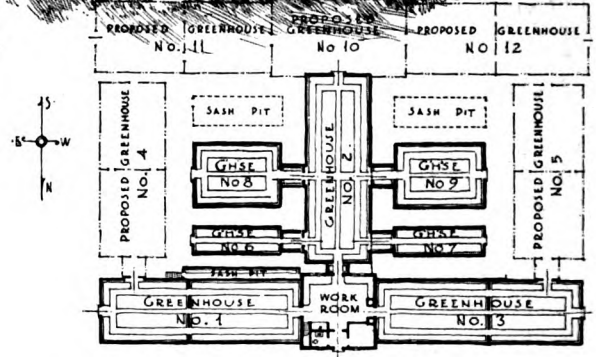 PROPOSED GREENHOUSE
No. 11
PROPOSED
GREENHOUSE
No 10
PROPOSED GREENHOUSE
NO 12
S
E W
N
SASH PIT
SASH PIT
PROPOSED GREENHOUSE
No. 4
GREENHOUSE
No. 2
PROPOSED GREENHOUSE
No. 5
GHSE
No 8
GHSE
No 9
GHSE
No 6
GHSE
No 7
SASH PIT
GREENHOUSE
No. 1
WORK
ROOM
GREENHOUSE
No. 3